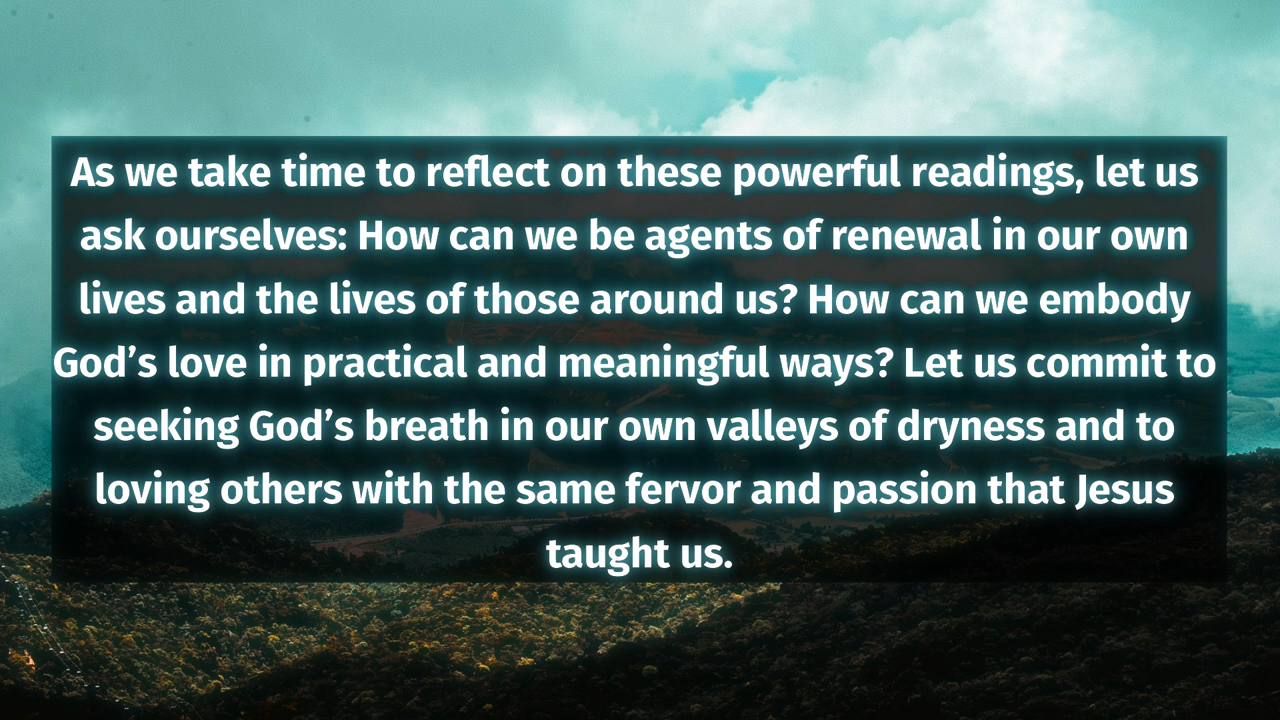 As we take time to reflect on these powerful readings, let us
ask ourselves: How can we be agents of renewal in our own
lives and the lives of those around us? How can we embody
God’s love in practical and meaningful ways? Let us commit to
seeking God’s breath in our own valleys of dryness and to
loving others with the same fervor and passion that Jesus
taught us.